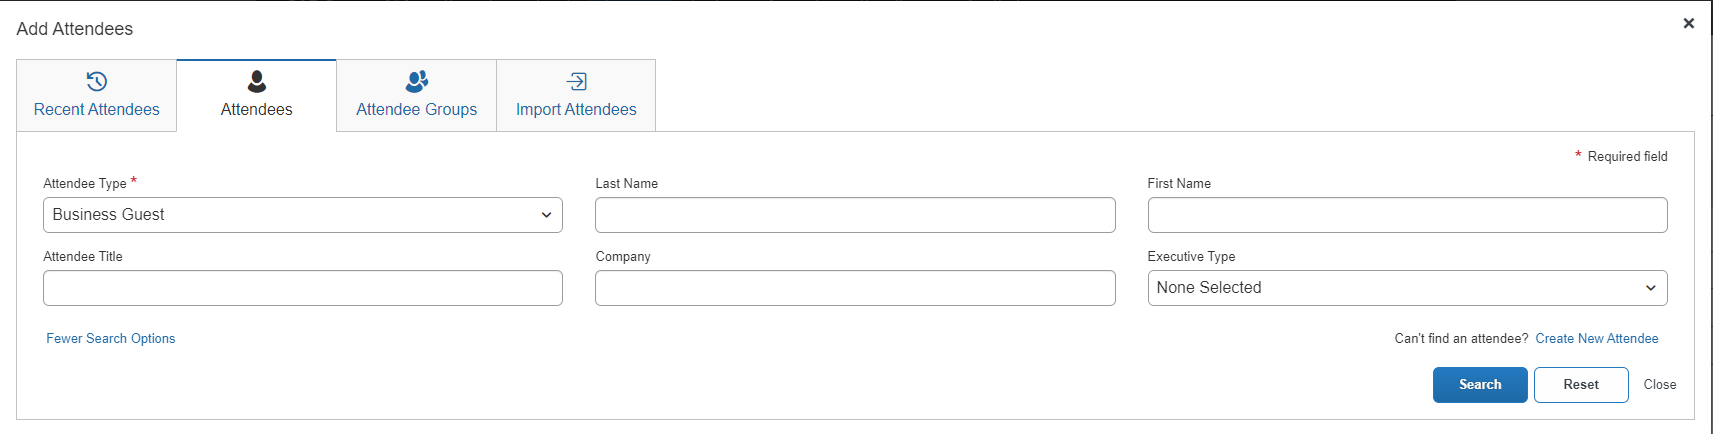 Add Attendees
×
Recent Attendees
Attendees
Attendee Groups
Import Attendees
* Required field
Attendee Type *
Last Name
First Name
Business Guest
Attendee Title
Company
Executive Type
None Selected
Fewer Search Options
Can't find an attendee? Create New Attendee
Search
Reset
Close